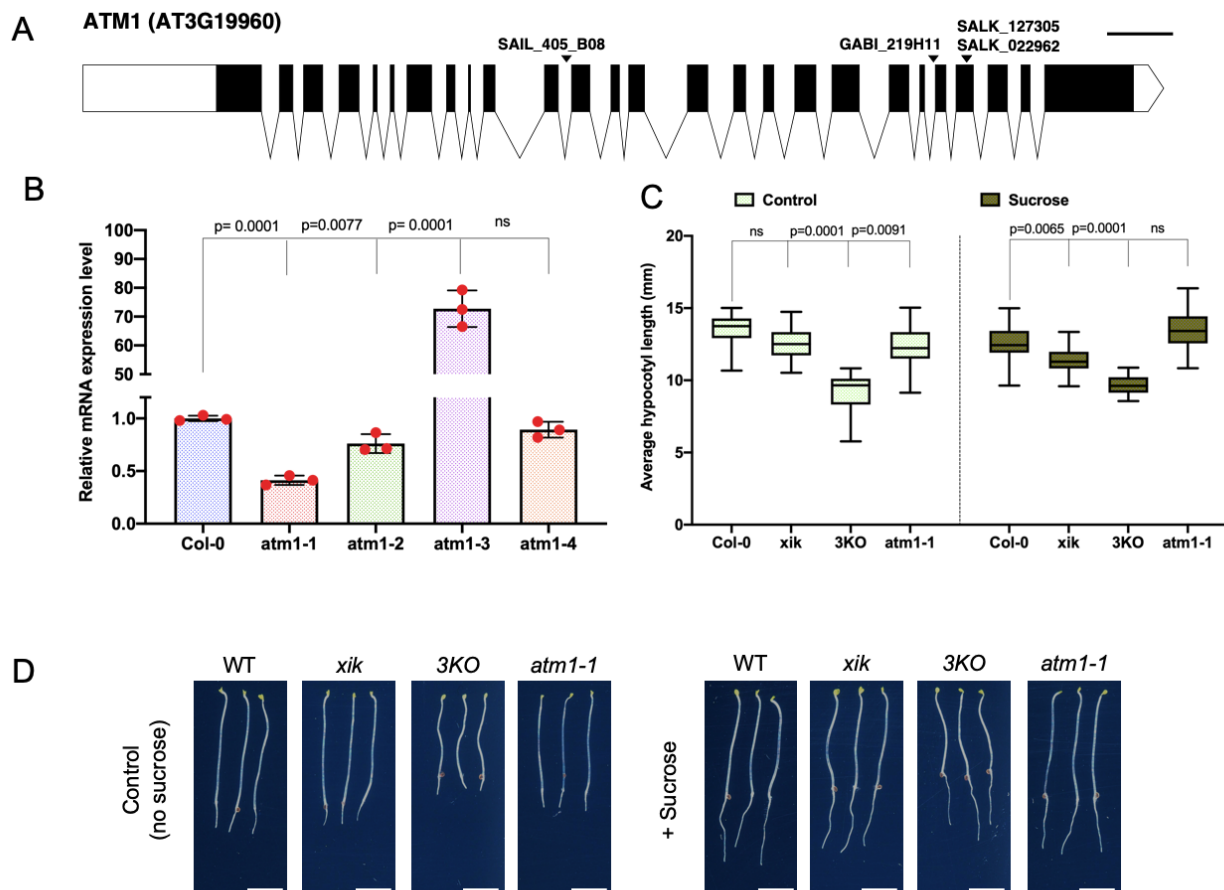 A
ATM1 (AT3G19960)
SAIL_405_B08
GABI_219H11
SALK_127305
SALK_022962
B
p= 0.0001
p=0.0077
p= 0.0001
ns
Relative mRNA expression level
100
90
80
70
60
50
1.0
0.5
0.0
Col-0
atm1-1
atm1-2
atm1-3
atm1-4
C
Control
Sucrose
ns
p=0.0001
p=0.0091
p=0.0065
p=0.0001
ns
Average hypocotyl length (mm)
20
15
10
5
0
Col-0
xik
3KO
atm1-1
Col-0
xik
3KO
atm1-1
D
WT
xik
3KO
atm1-1
WT
xik
3KO
atm1-1
Control
(no sucrose)
+ Sucrose